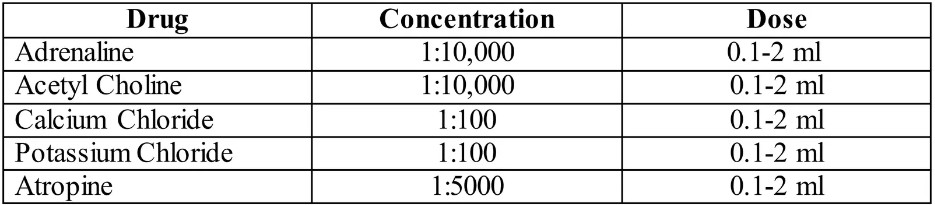 Drug Concentration Dose
Adrenaline 1:10,000 0.1-2 ml
Acetyl Choline 1:10,000 0.1-2 ml
Calcium Chloride 1:100 0.1-2 ml
Potassium Chloride 1:100 0.1-2 ml
Atropine 1:5000 0.1-2 ml